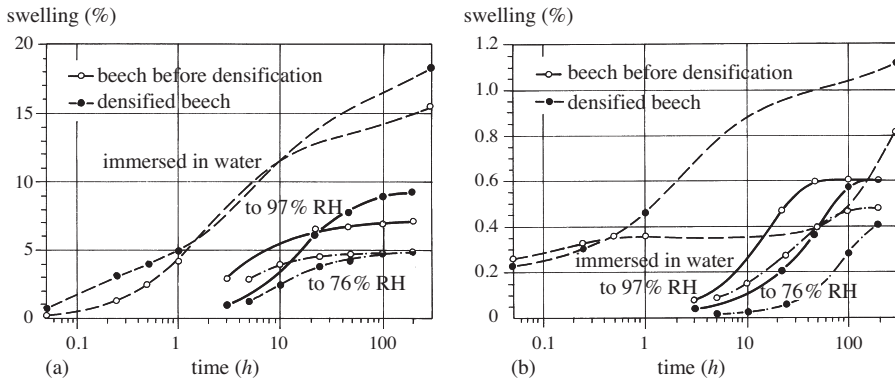 swelling (%)
20
15
10
5
0
beech before densification
densified beech
immersed in water
to 97% RH
to 76% RH
0.1
1
10
100
(a)
time (h)
swelling (%)
1.2
1.0
0.8
0.6
0.4
0.2
0
beech before densification
densified beech
immersed in water
to 97% RH
to 76% RH
0.1
1
10
100
(b)
time (h)